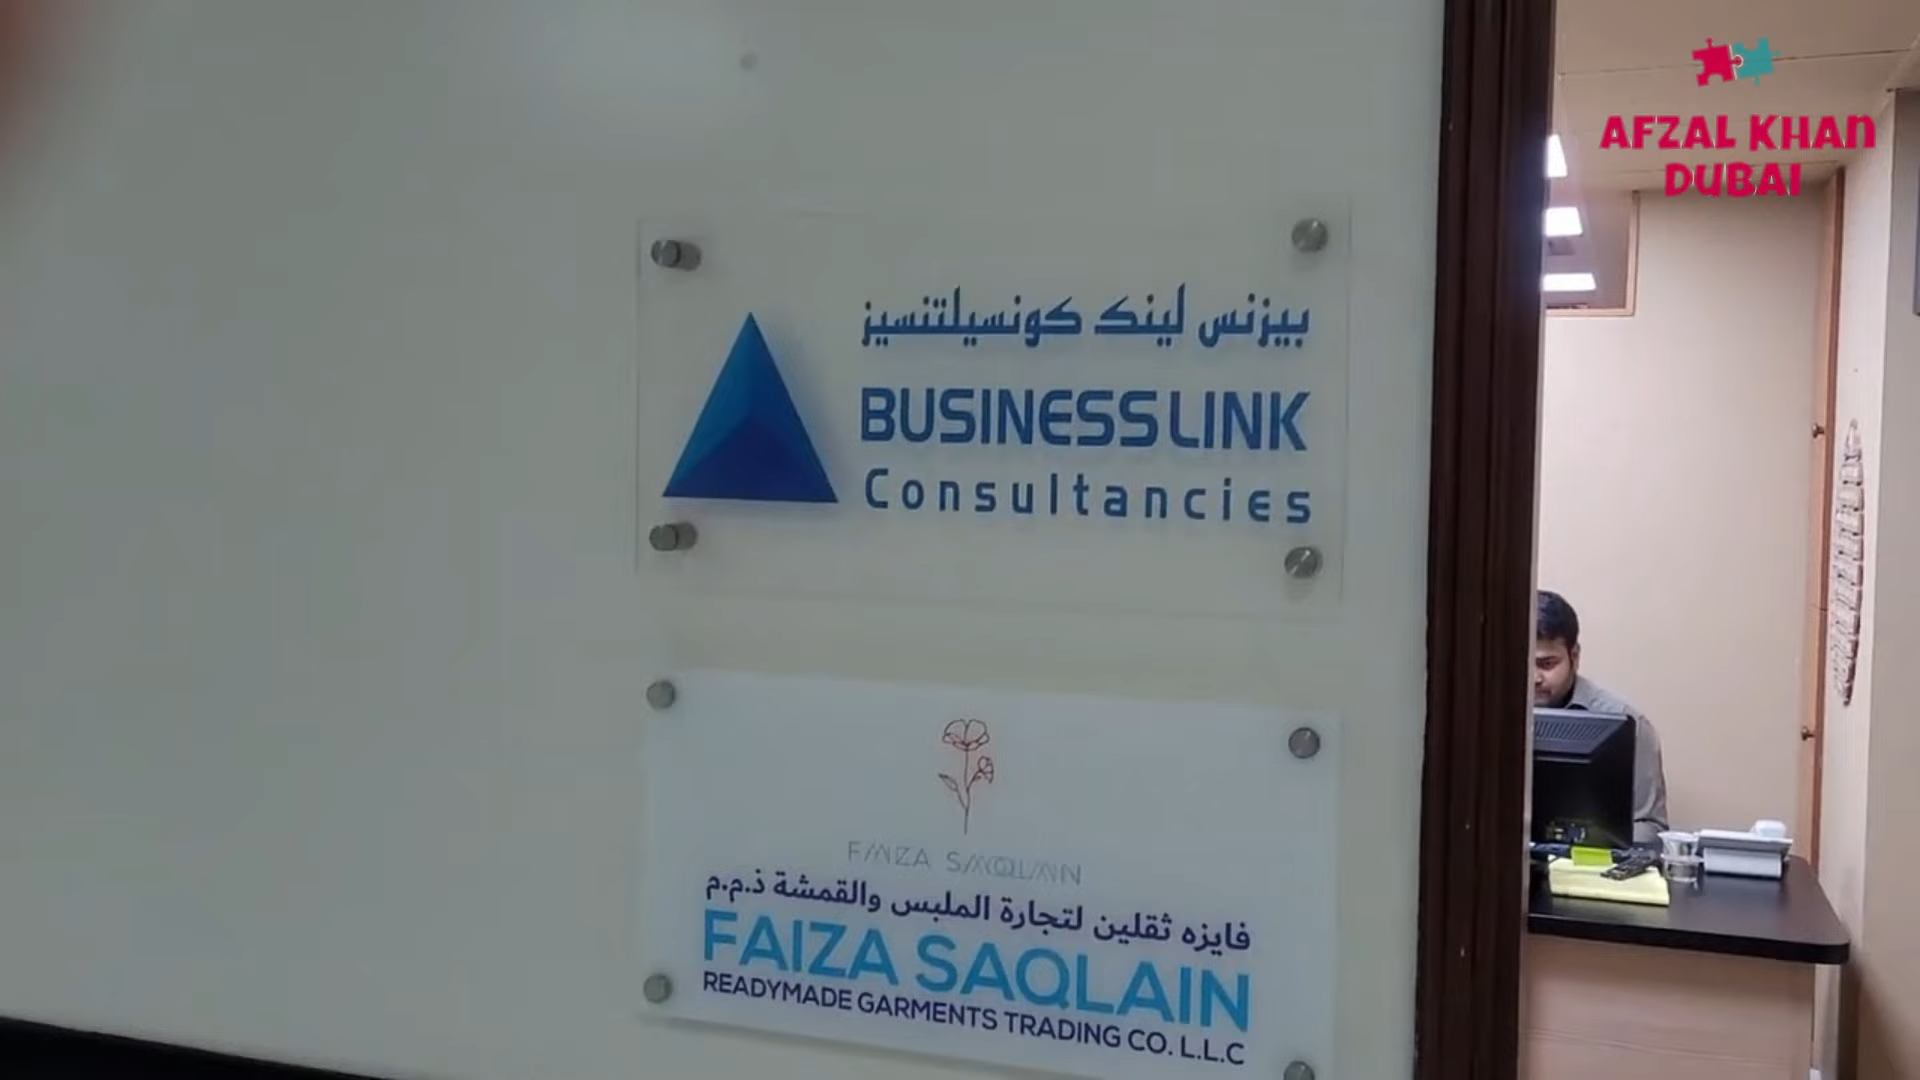 AFZAL KHAN
DUBAI
بيزنس لينك كونسيلتنسيز
BUSINESS LINK
Consultancies
FAIZA SAQLAIN
فايزه ثقلين لتجارة الملبس والقمشة ذ.م.م
FAIZA SAQLAIN
READYMADE GARMENTS TRADING CO. L.L.C